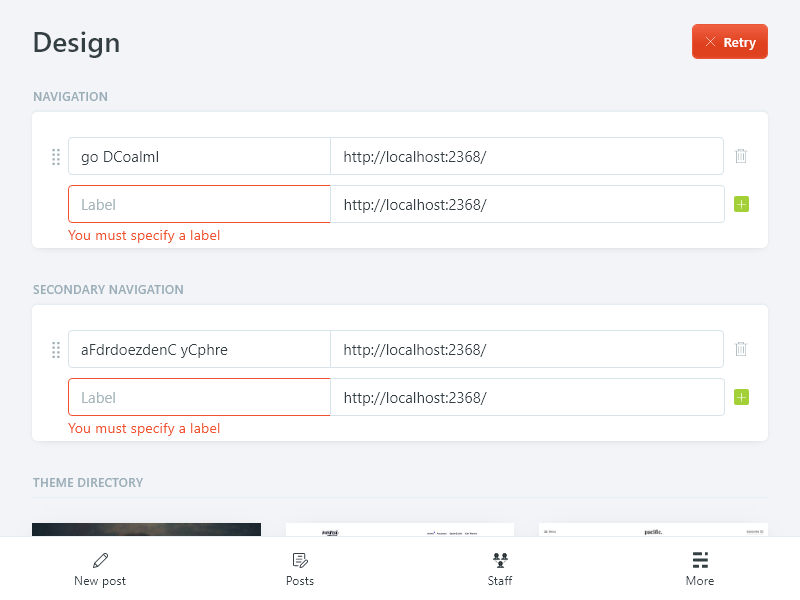 Design
Retry
NAVIGATION
go DCoalmI
http://localhost:2368/
Label
http://localhost:2368/
You must specify a label
SECONDARY NAVIGATION
aFdrdoezdenC yCphre
http://localhost:2368/
Label
http://localhost:2368/
You must specify a label
THEME DIRECTORY
pacific.
New post
Posts
Staff
More